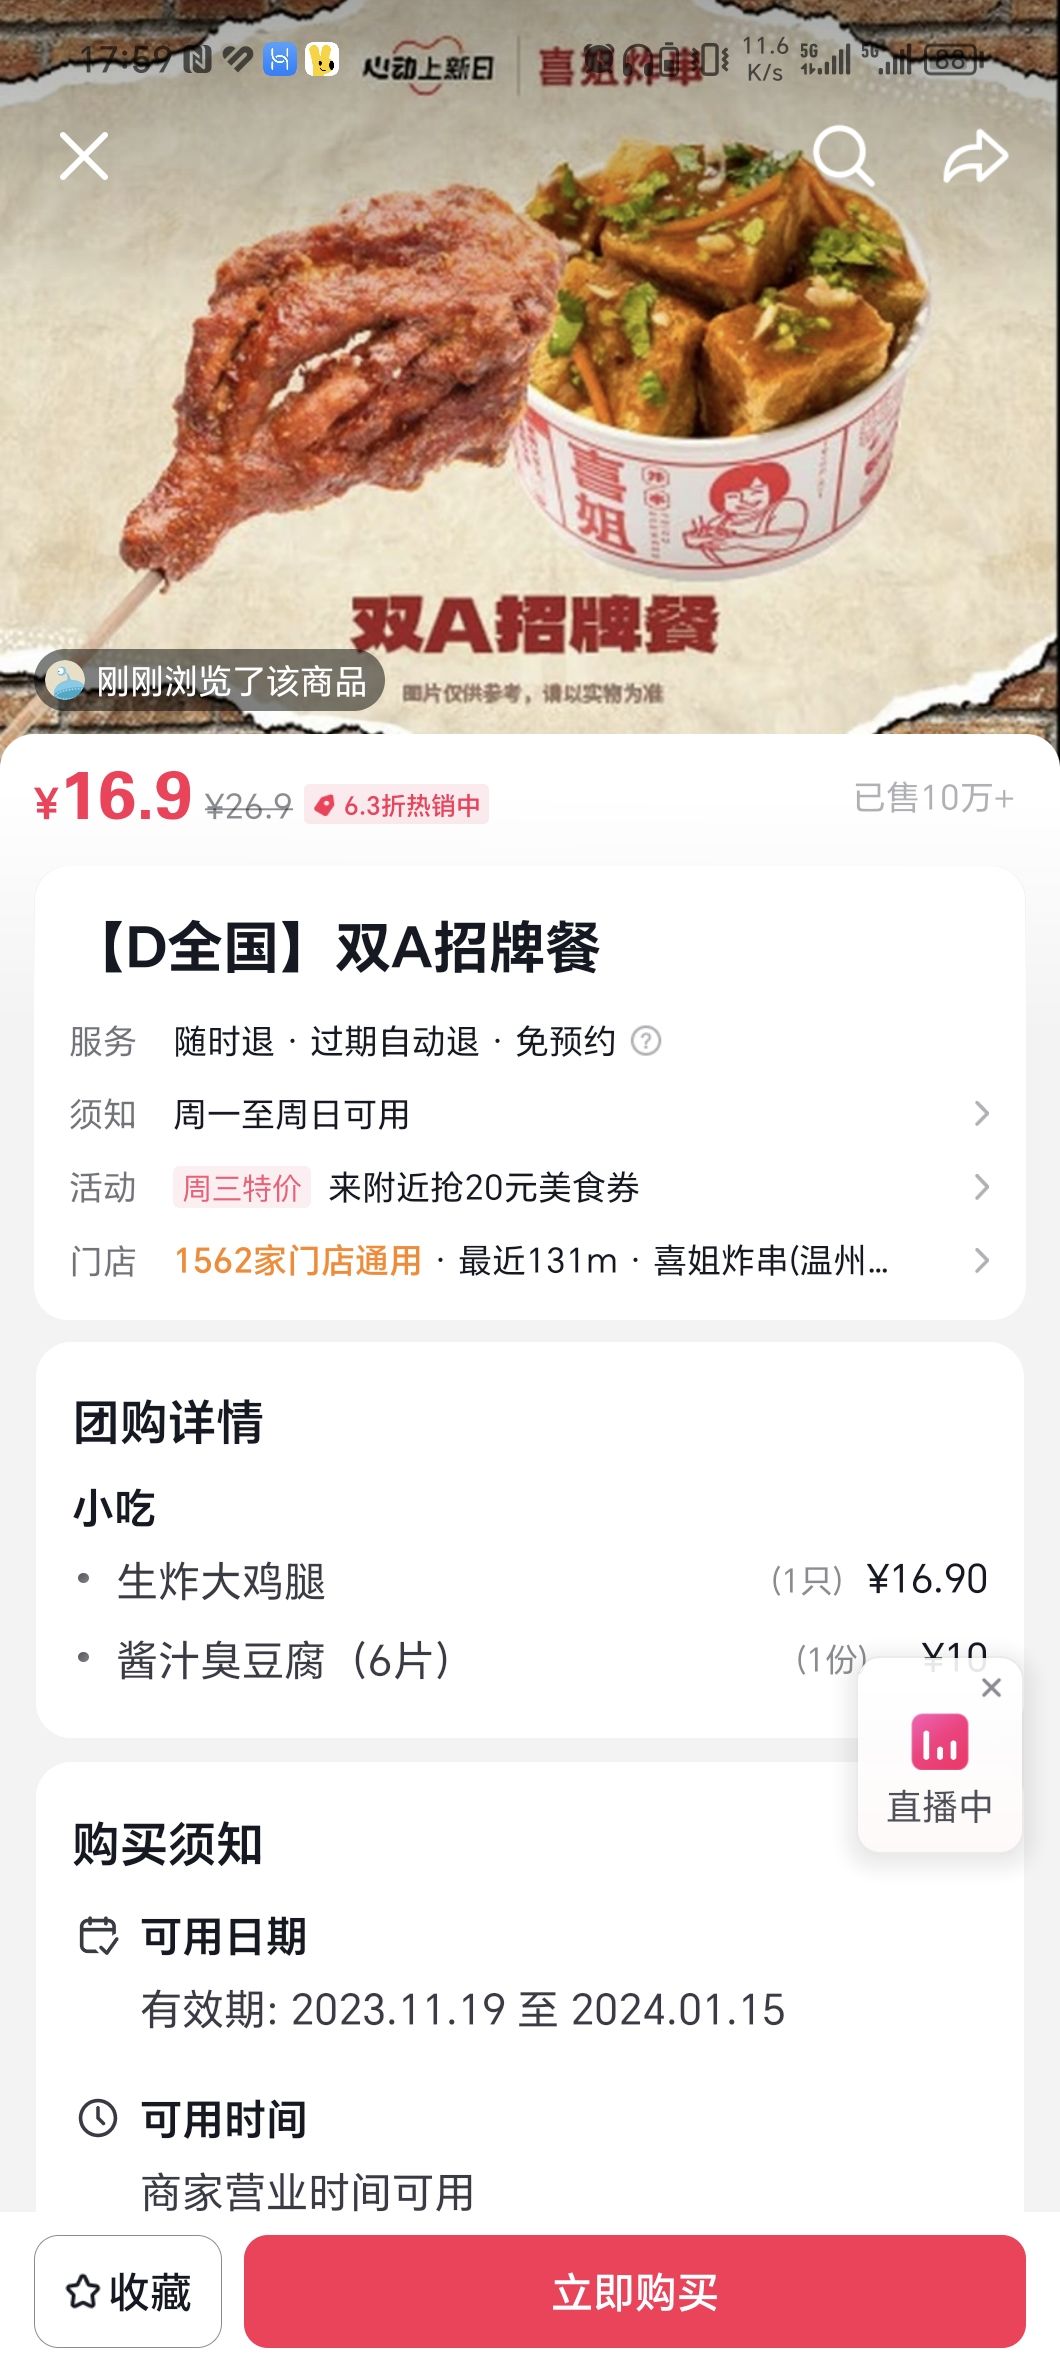 17:59
11.6 K/s
5G
5G
68
心动上新日
喜姐炸串
喜姐
炸串
双A招牌餐
图片仅供参考，请以实物为准
刚刚浏览了该商品
¥16.9 ¥26.9 6.3折热销中 已售10万+
【D全国】双A招牌餐
服务 随时退 · 过期自动退 · 免预约 ?
须知 周一至周日可用
活动 周三特价 来附近抢20元美食券
门店 1562家门店通用 · 最近131m · 喜姐炸串(温州...
团购详情
小吃
• 生炸大鸡腿 (1只) ¥16.90
• 酱汁臭豆腐（6片） (1份) ¥10
直播中
购买须知
可用日期
有效期: 2023.11.19 至 2024.01.15
可用时间
商家营业时间可用
收藏
立即购买